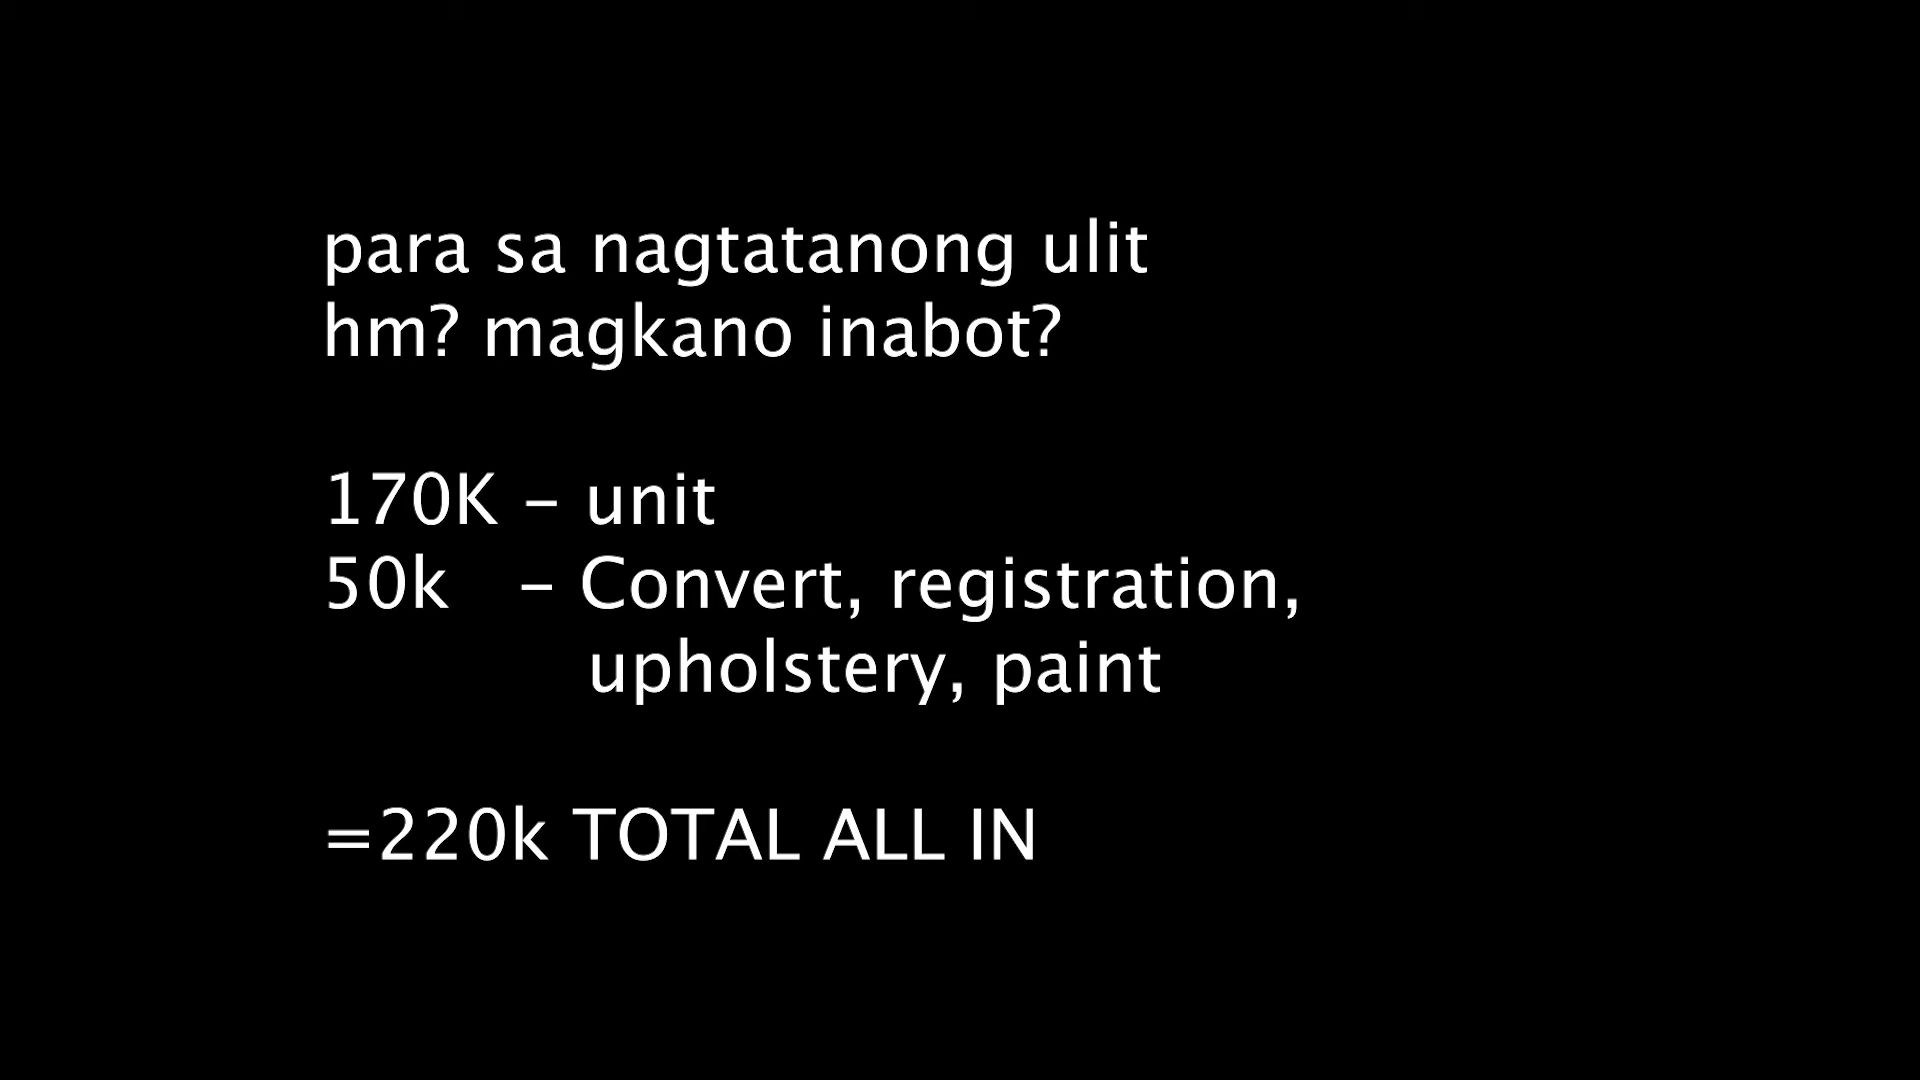 para sa nagtatanong ulit
hm? magkano inabot?
170K - unit
50k - Convert, registration,
upholstery, paint
=220k TOTAL ALL IN